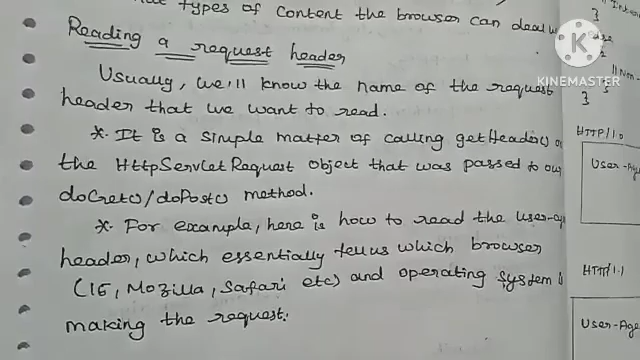 types of content the browser can deal
Reading a request header
Usually, we'll know the name of the request
header that we want to read.
*. It is a simple matter of calling getHeader()
the HttpServletRequest object that was passed to our
doGet()/doPost() method.
*. For example, here is how to read the user-ag
header, which essentially tell us which browser
(IE, Mozilla, Safari etc) and operating system is
making the request.
}
}
KINEMASTER
HTTP/1.0
User-Age
HTTP/1.1
User-Age